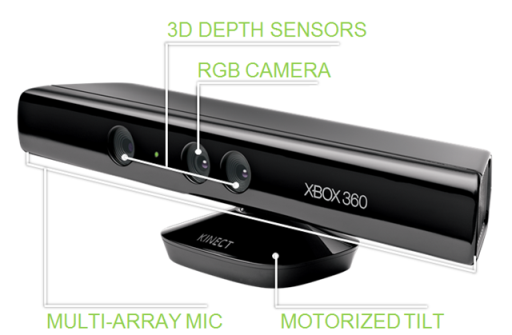 3D DEPTH SENSORS
RGB CAMERA
XBOX 360
KINECT
MULTI-ARRAY MIC
MOTORIZED TILT